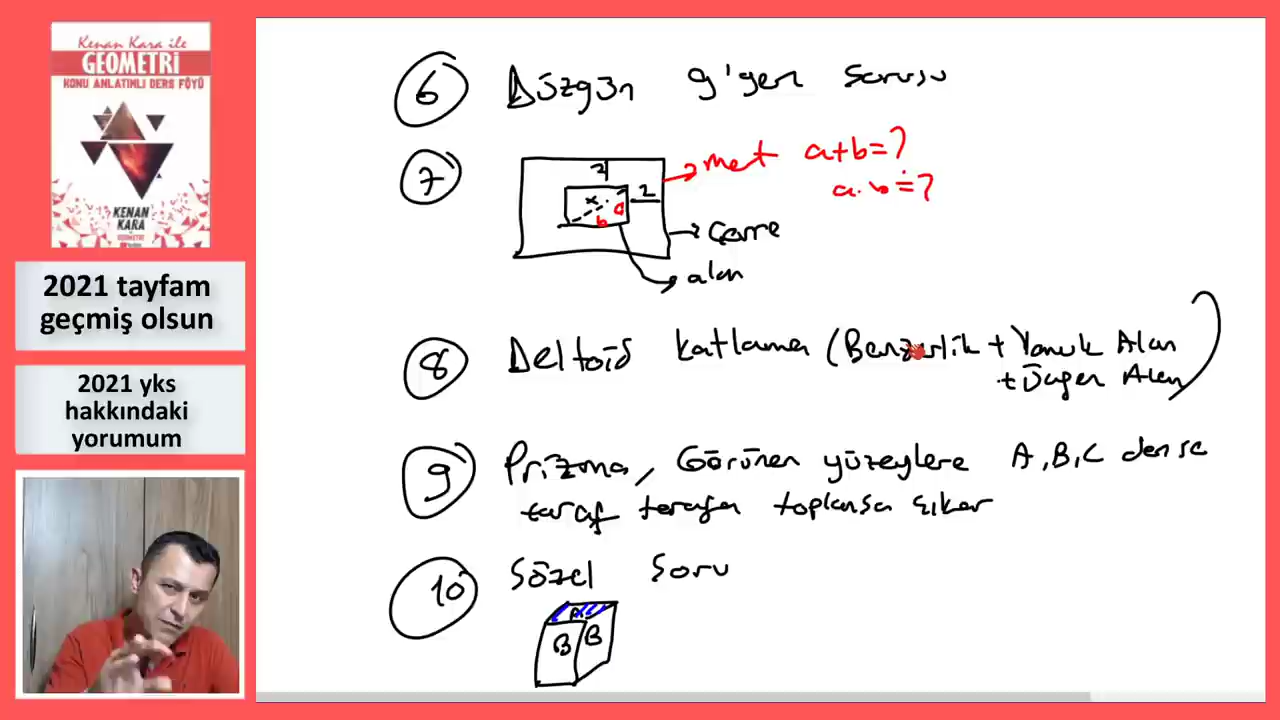 Kenan Kara ile
GEOMETRİ
KONU ANLATIMLI DERS FÖYÜ
KENAN
KARA
2021 tayfam
geçmiş olsun
2021 yks
hakkındaki
yorumum
6 Düzgün 9'gen sorusu
7
2
x
2
a
b
met a+b=?
a.b=?
Çevre
alan
8 Deltoid katlama (Benzerlik + Yamuk Alan
+ Üçgen Alan)
9 Prizma, Görünen yüzeylere A,B,C dense
taraf tarafa toplansa çıkar
10 Sözel Soru
A
B B